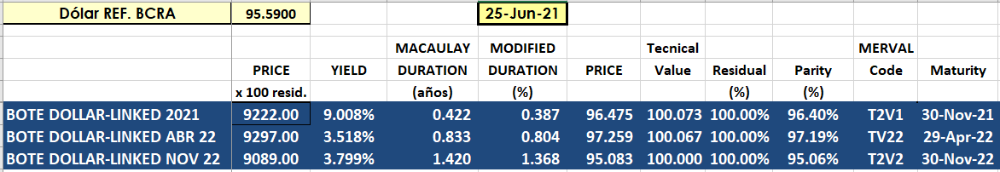 Dólar REF. BCRA 95.5900 25-Jun-21
MACAULAY MODIFIED Tecnical MERVAL
PRICE YIELD DURATION DURATION PRICE Value Residual Parity Code Maturity
x 100 resid. (años) (%) (%) (%)
BOTE DOLLAR-LINKED 2021 9222.00 9.008% 0.422 0.387 96.475 100.073 100.00% 96.40% T2V1 30-Nov-21
BOTE DOLLAR-LINKED ABR 22 9297.00 3.518% 0.833 0.804 97.259 100.067 100.00% 97.19% TV22 29-Apr-22
BOTE DOLLAR-LINKED NOV 22 9089.00 3.799% 1.420 1.368 95.083 100.000 100.00% 95.06% T2V2 30-Nov-22